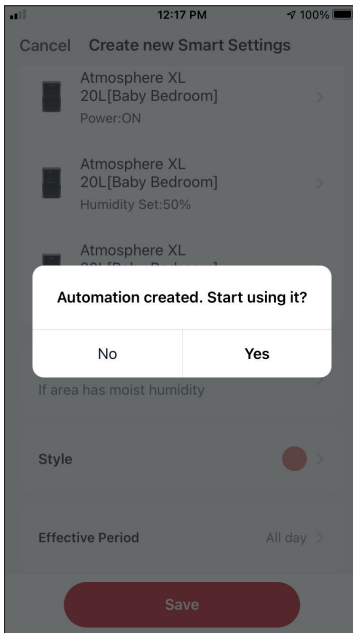 12:17 PM
100%
Cancel
Create new Smart Settings
Atmosphere XL
20L[Baby Bedroom]
Power:ON
Atmosphere XL
20L[Baby Bedroom]
Humidity Set:50%
Atmosphere XL
Automation created. Start using it?
No
Yes
If area has moist humidity
Style
Effective Period
All day
Save